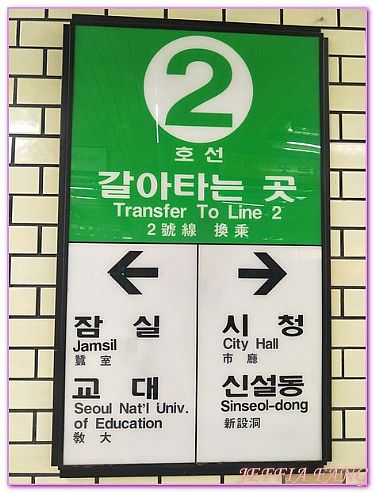 2
호선
갈아타는 곳
Transfer To Line 2
2號線 換乘
잠실
Jamsil
蠶室
교대
Seoul Nat'l Univ.
of Education
敎大
시청
City Hall
市廳
신설동
Sinseol-dong
新設洞
JEFFIA FANG